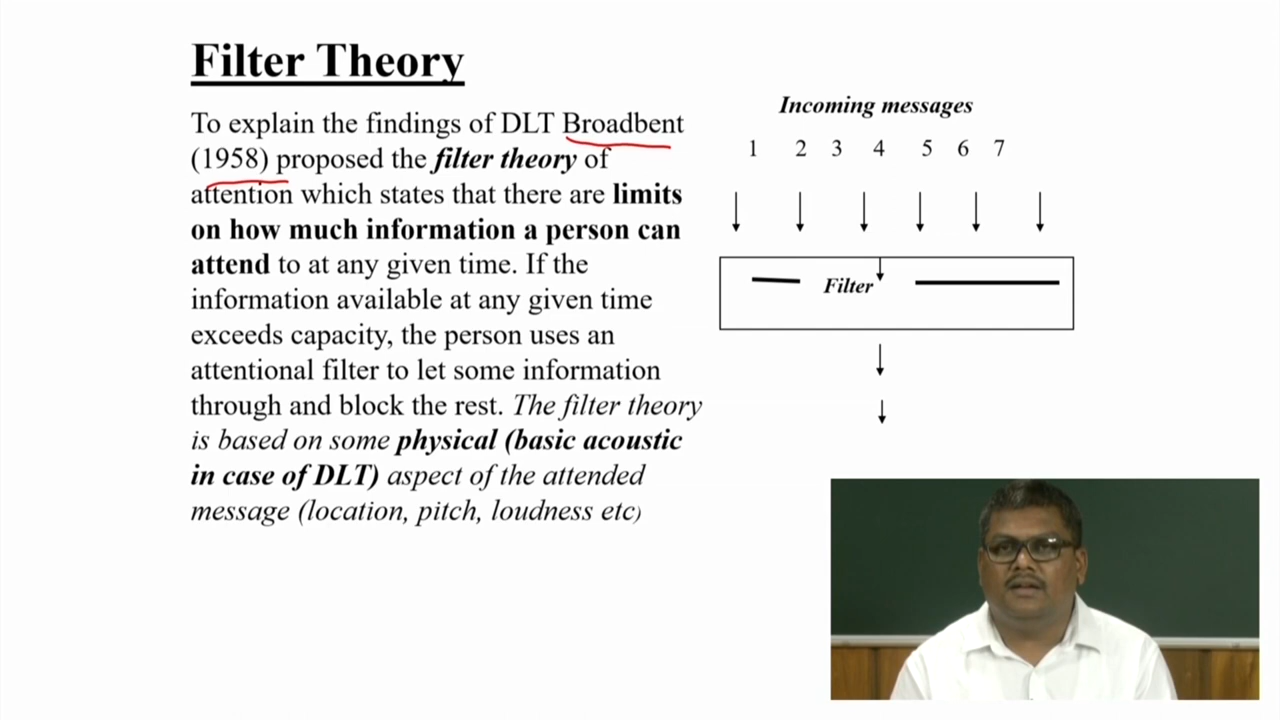 Filter Theory
To explain the findings of DLT Broadbent
(1958) proposed the filter theory of
attention which states that there are limits
on how much information a person can
attend to at any given time. If the
information available at any given time
exceeds capacity, the person uses an
attentional filter to let some information
through and block the rest. The filter theory
is based on some physical (basic acoustic
in case of DLT) aspect of the attended
message (location, pitch, loudness etc)
Incoming messages
1 2 3 4 5 6 7
Filter